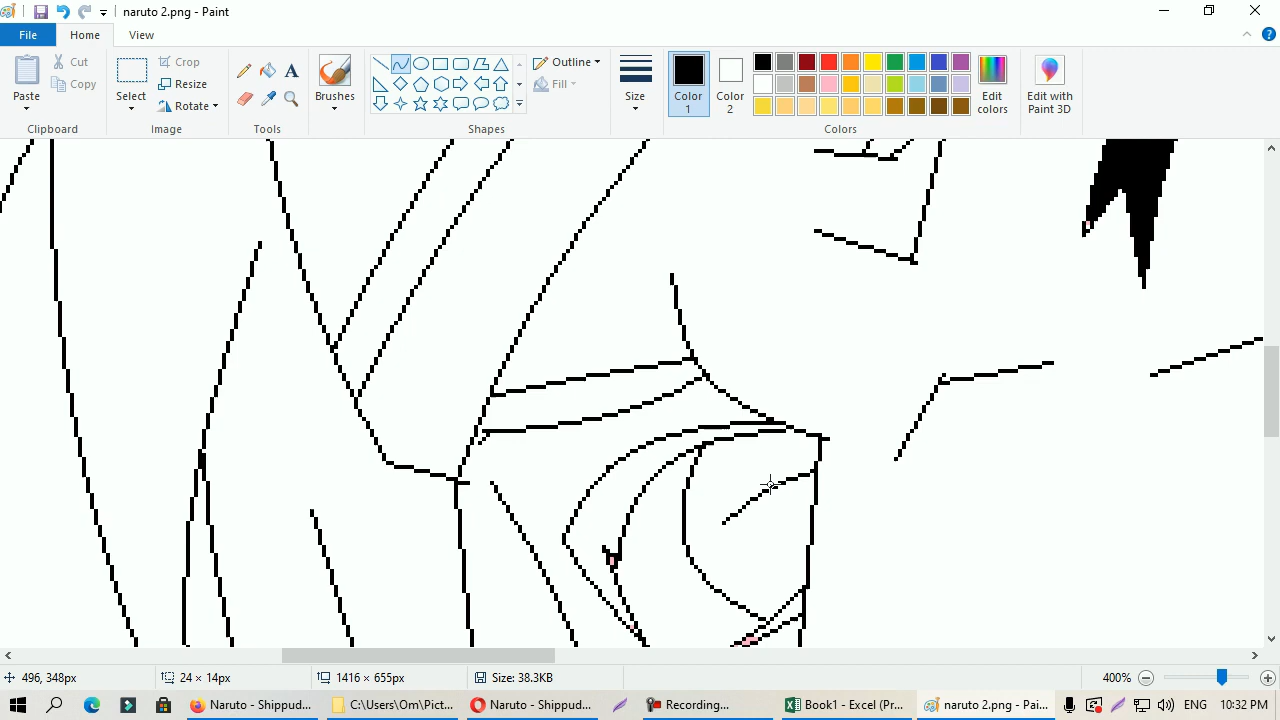 naruto 2.png - Paint
File
Home
View
Paste
Cut
Copy
Clipboard
Select
Crop
Resize
Rotate
Image
A
Tools
Brushes
Shapes
Outline
Fill
Size
Color 1
Color 2
Colors
Edit colors
Edit with Paint 3D
496, 348px
24 × 14px
1416 × 655px
Size: 38.3KB
400%
Naruto - Shippud...
C:\Users\Om\Pict...
Naruto - Shippud...
Recording...
Book1 - Excel (Pr...
naruto 2.png - Pai...
ENG
10:32 PM